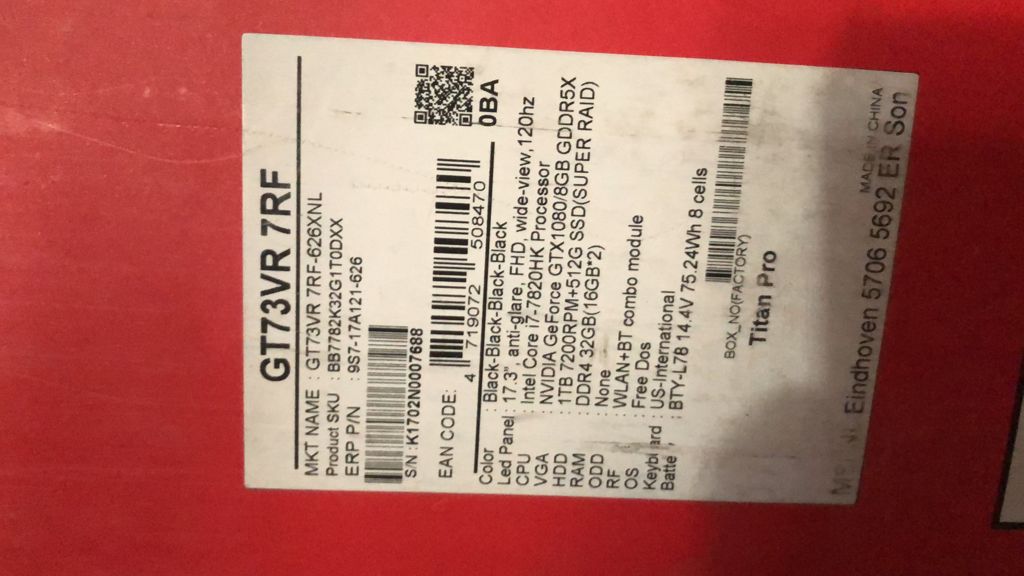 GT73VR 7RF
MKT NAME : GT73VR 7RF-626XNL
Product SKU : BB7782K32G1T0DXX
ERP P/N : 9S7-17A121-626
S/N:K1702N0007688
EAN CODE:
4 719072 508470
0BA
Color : Black-Black-Black-Black
Led Panel : 17.3", anti-glare, FHD, wide-view,120hz
CPU : Intel Core i7-7820HK Processor
VGA : NVIDIA GeForce GTX1080/8GB GDDR5X
HDD : 1TB 7200RPM+512G SSD(SUPER RAID)
RAM : DDR4 32GB(16GB*2)
ODD : None
RF : WLAN+BT combo module
OS : Free Dos
: US-International
: BTY-L78 14.4V 75.24Wh 8 cells
BOX_NO(FACTORY)
Titan Pro
MADE IN CHINA
Eindhoven 5706 5692 ER Son